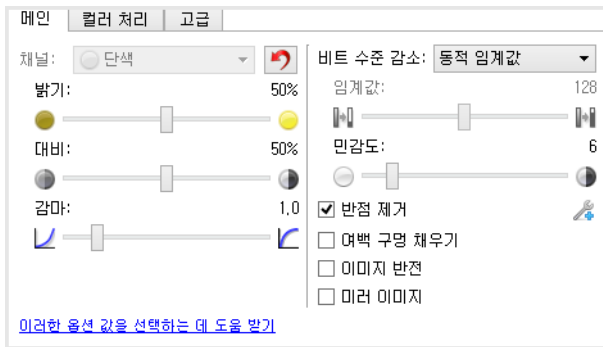 메인 컬러 처리 고급
채널: 단색
밝기: 50%
대비: 50%
감마: 1.0
이러한 옵션 값을 선택하는 데 도움 받기
비트 수준 감소: 동적 임계값
임계값: 128
민감도: 6
반점 제거
여백 구멍 채우기
이미지 반전
미러 이미지